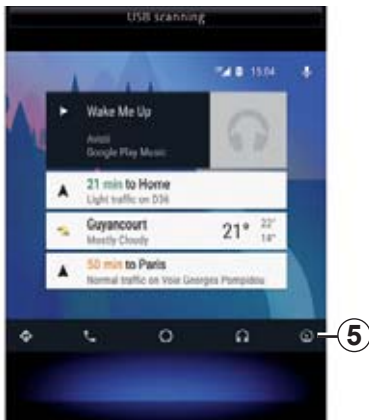 USB scanning
15:04
Wake Me Up
Avicii
Google Play Music
21 min to Home
Light traffic on D36
Guyancourt
Mostly Cloudy
21°
22°
14°
50 min to Paris
Normal traffic on Voie Georges Pompidou
5